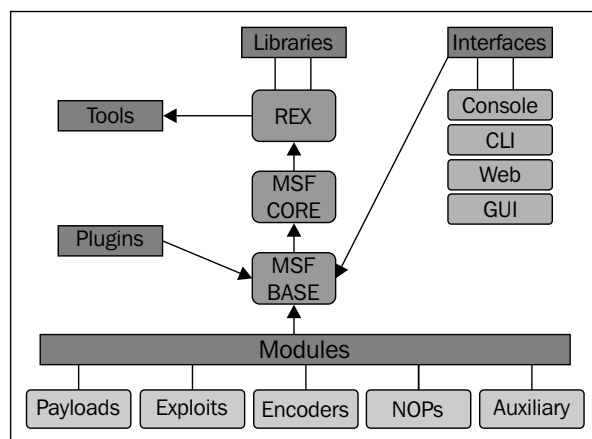 Libraries
Interfaces
Tools
REX
Console
CLI
Web
GUI
MSF
CORE
Plugins
MSF
BASE
Modules
Payloads
Exploits
Encoders
NOPs
Auxiliary